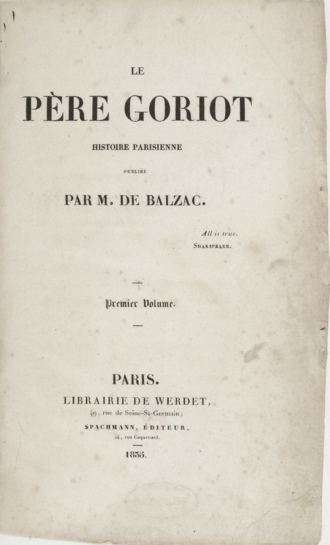 LE
PÈRE GORIOT
HISTOIRE PARISIENNE
PUBLIÉE
PAR M. DE BALZAC.
All is true.
SHAKSPEARE.
Premier Volume.
PARIS.
LIBRAIRIE DE WERDET,
49, rue de Seine-St-Germain;
SPACHMANN, ÉDITEUR,
rue Coquenard.
1835.